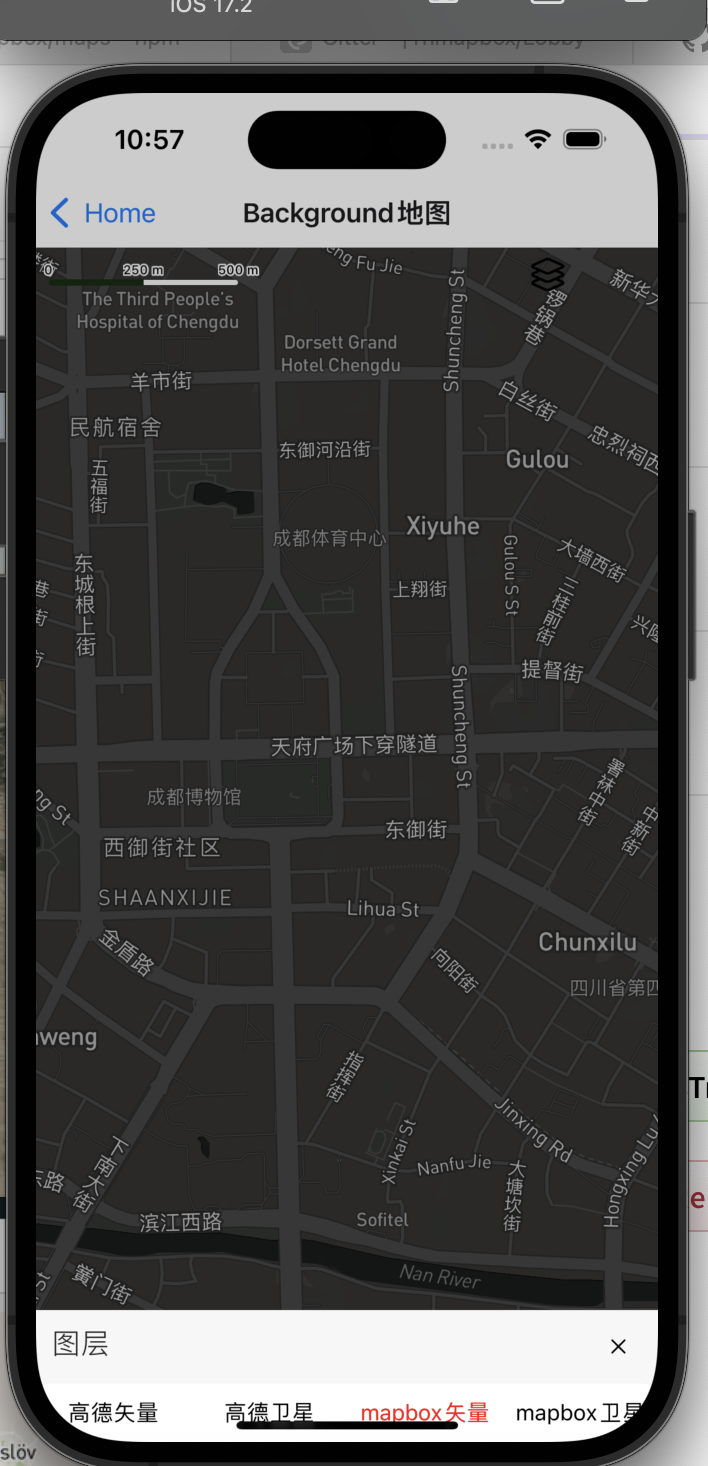 iOS 17.2
10:57
Home
Background地图
0
250 m
500 m
The Third People's
Hospital of Chengdu
Dorsett Grand
Hotel Chengdu
Shuncheng St
锣锅巷
羊市街
白丝街
民航宿舍
东御河沿街
忠烈祠西
Gulou
五福街
Xiyuhe
成都体育中心
Gulou S St
大墙西街
东城根上街
上翔街
三桂前街
提督街
Shuncheng St
天府广场下穿隧道
成都博物馆
署袜中街
中新街
东御街
西御街社区
SHAANXIJIE
Lihua St
金盾路
Chunxilu
向阳街
四川省第四
指挥街
Jinxing Rd
Xinkai St
Nanfu Jie
大塘坎街
下南大街
滨江西路
Sofitel
Nan River
黉门街
图层
高德矢量
高德卫星
mapbox矢量
mapbox卫星